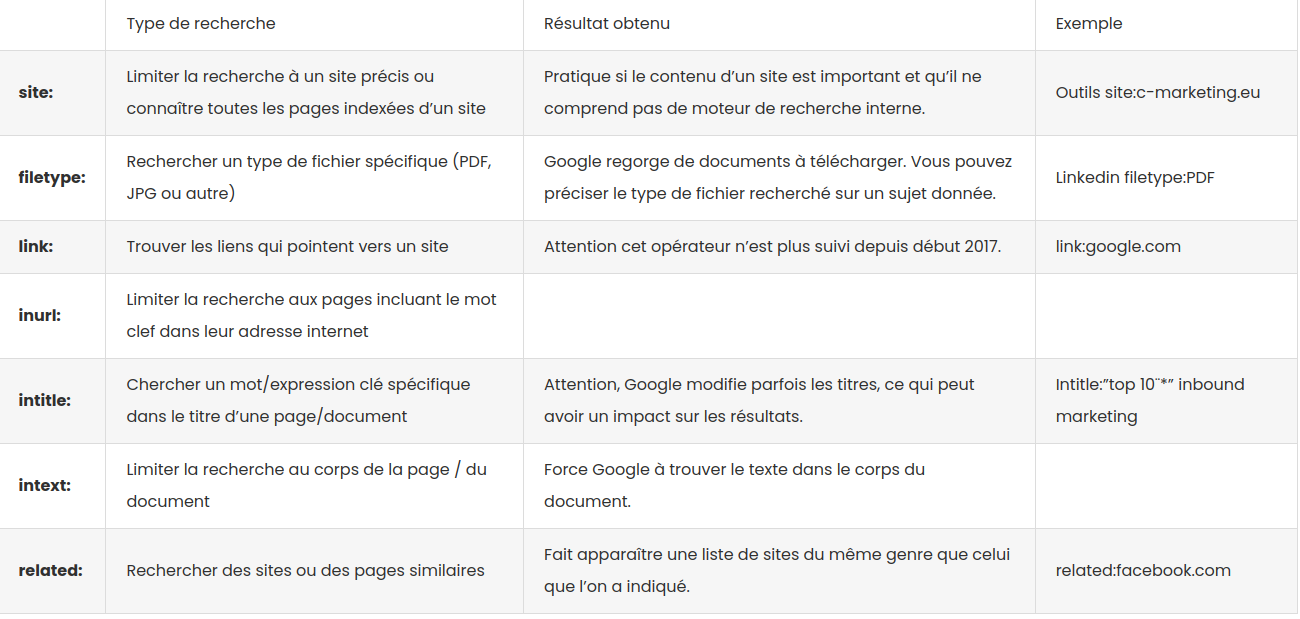 Type de recherche
Résultat obtenu
Exemple
site:
Limiter la recherche à un site précis ou
connaître toutes les pages indexées d’un site
Pratique si le contenu d’un site est important et qu’il ne
comprend pas de moteur de recherche interne.
Outils site:c-marketing.eu
filetype:
Rechercher un type de fichier spécifique (PDF,
JPG ou autre)
Google regorge de documents à télécharger. Vous pouvez
préciser le type de fichier recherché sur un sujet donnée.
Linkedin filetype:PDF
link:
Trouver les liens qui pointent vers un site
Attention cet opérateur n’est plus suivi depuis début 2017.
link:google.com
inurl:
Limiter la recherche aux pages incluant le mot
clef dans leur adresse internet
intitle:
Chercher un mot/expression clé spécifique
dans le titre d’une page/document
Attention, Google modifie parfois les titres, ce qui peut
avoir un impact sur les résultats.
Intitle:”top 10¨*” inbound
marketing
intext:
Limiter la recherche au corps de la page / du
document
Force Google à trouver le texte dans le corps du
document.
related:
Rechercher des sites ou des pages similaires
Fait apparaître une liste de sites du même genre que celui
que l’on a indiqué.
related:facebook.com